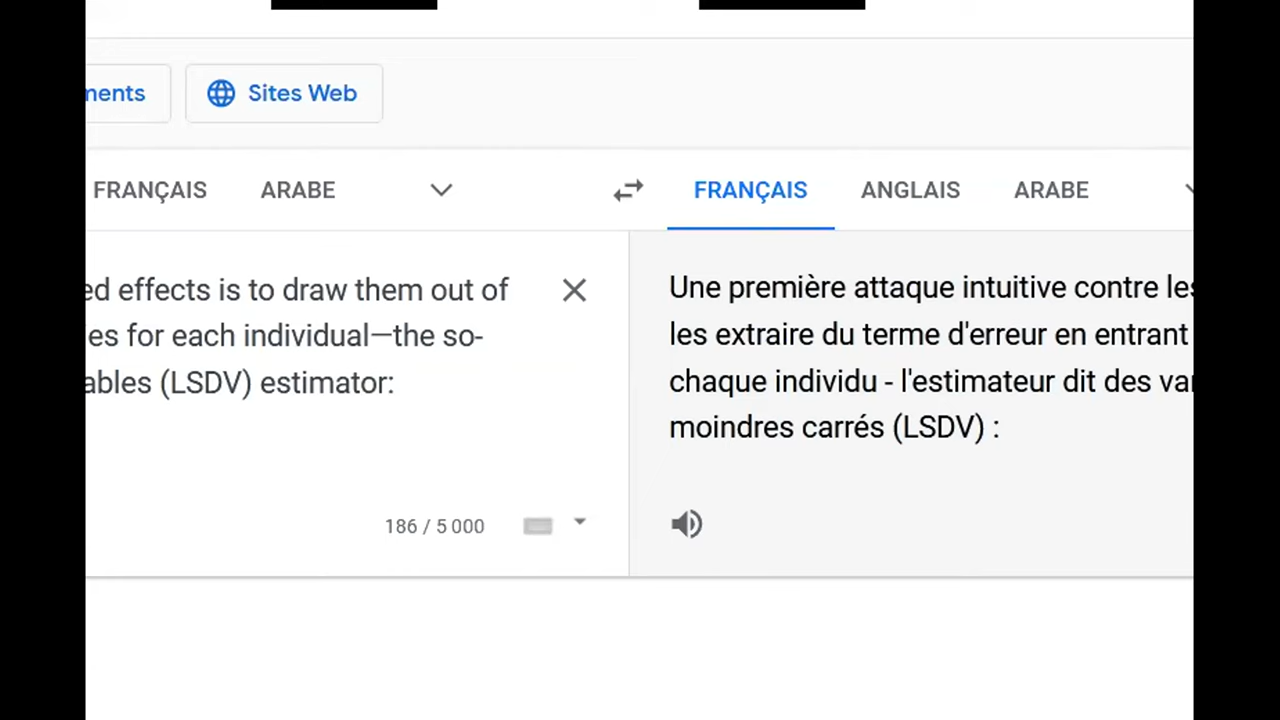 ments
Sites Web
FRANÇAIS ARABE
FRANÇAIS ANGLAIS ARABE
ed effects is to draw them out of
es for each individual—the so-
ables (LSDV) estimator:
186 / 5 000
Une première attaque intuitive contre les
les extraire du terme d'erreur en entrant
chaque individu - l'estimateur dit des va
moindres carrés (LSDV) :